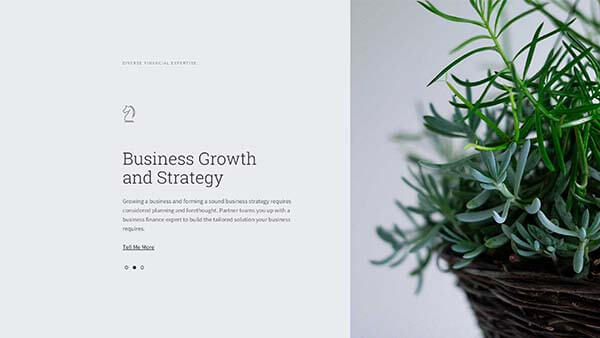 DIVERSE FINANCIAL EXPERTISE
Business Growth
and Strategy
Growing a business and forming a sound business strategy requires
considered planning and forethought. Partner teams you up with a
business finance expert to build the tailored solution your business
requires.
Tell Me More